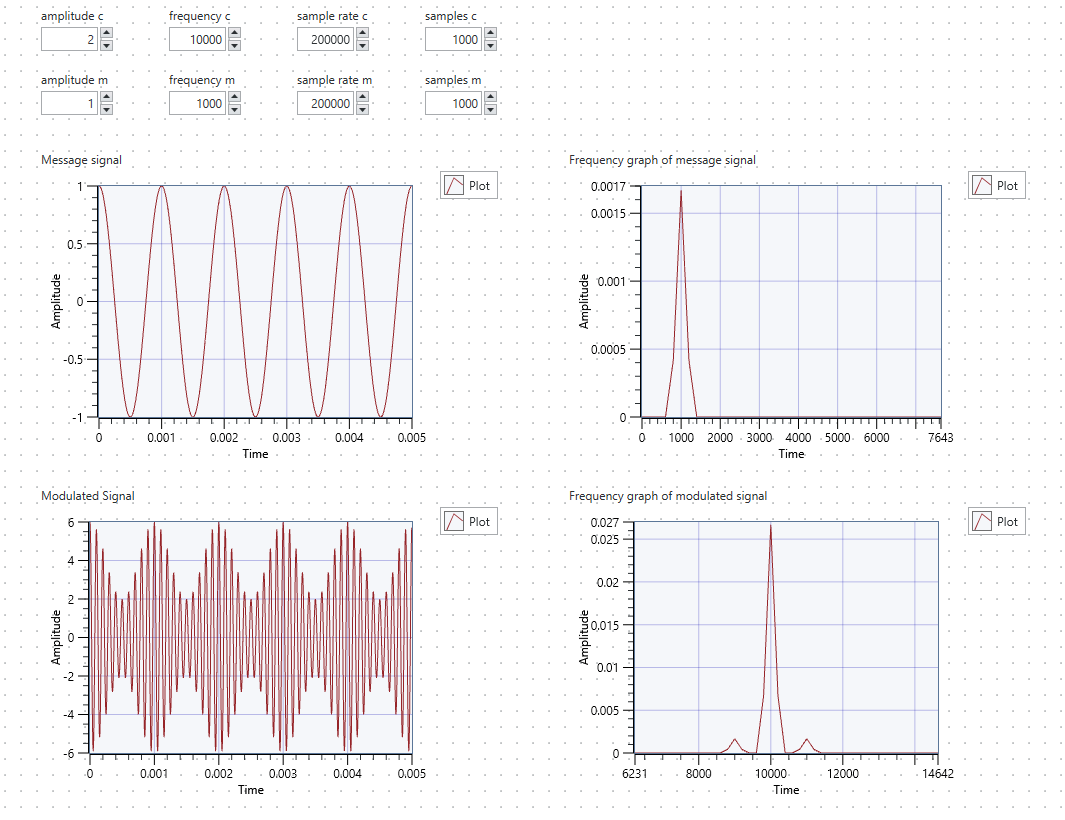 amplitude c frequency c sample rate c samples c
2 10000 200000 1000
amplitude m frequency m sample rate m samples m
1 1000 200000 1000
Message signal
Plot
1
0.5
0
-0.5
-1
Amplitude
0 0.001 0.002 0.003 0.004 0.005
Time
Frequency graph of message signal
Plot
0.0017
0.0015
0.001
0.0005
0
Amplitude
0 1000 2000 3000 4000 5000 6000 7643
Time
Modulated Signal
Plot
6
4
2
0
-2
-4
-6
Amplitude
0 0.001 0.002 0.003 0.004 0.005
Time
Frequency graph of modulated signal
Plot
0.027
0.025
0.02
0.015
0.01
0.005
0
Amplitude
6231 8000 10000 12000 14642
Time